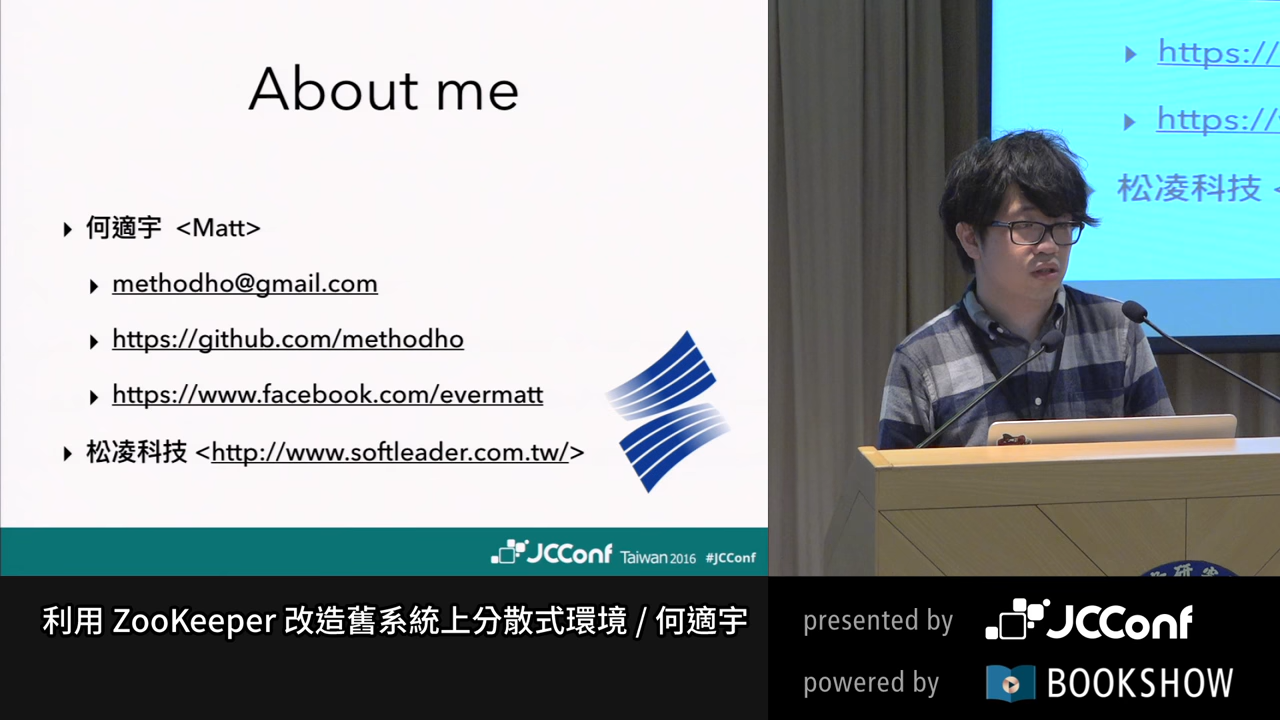 About me
何適宇 <Matt>
methodho@gmail.com
https://github.com/methodho
https://www.facebook.com/evermatt
松凌科技 <http://www.softleader.com.tw/>
JCConf Taiwan 2016 #JCConf
https://
https://
松凌科技 <
利用 ZooKeeper 改造舊系統上分散式環境 / 何適宇
presented by JCConf
powered by BOOKSHOW